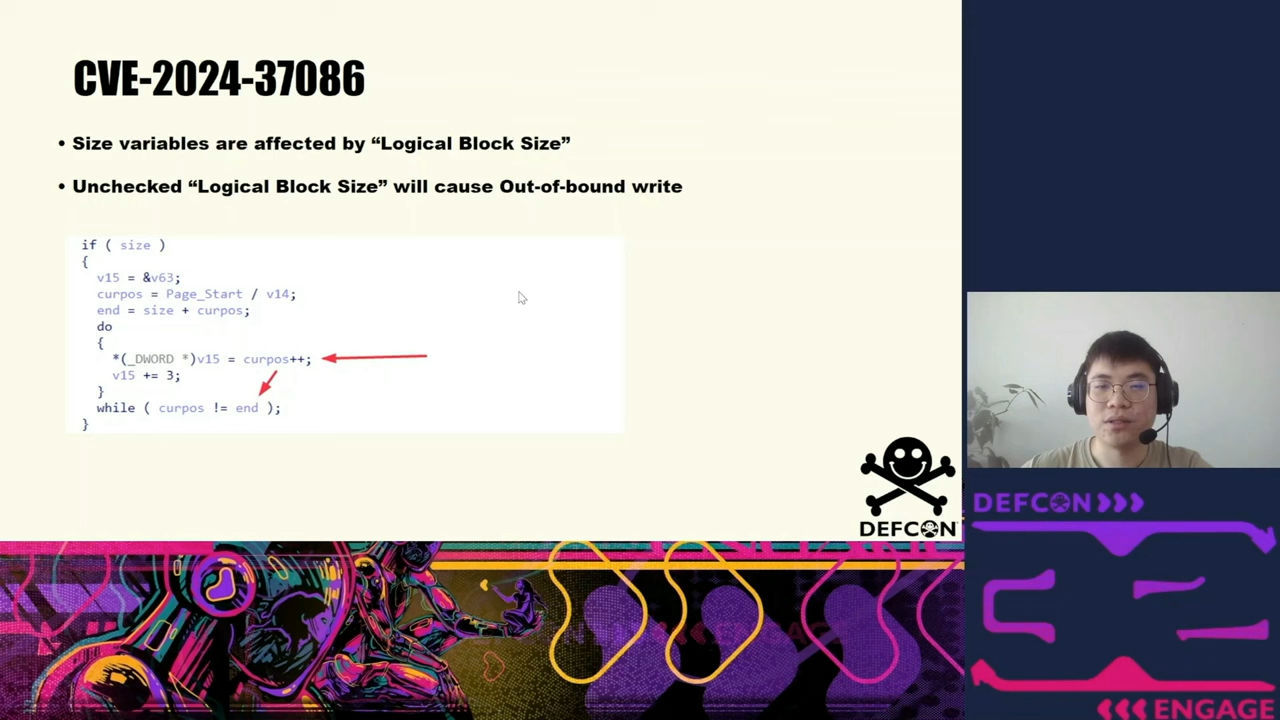 CVE-2024-37086
• Size variables are affected by “Logical Block Size”
• Unchecked “Logical Block Size” will cause Out-of-bound write
if ( size )
{
v15 = &v63;
curpos = Page_Start / v14;
end = size + curpos;
do
{
*(_DWORD *)v15 = curpos++;
v15 += 3;
}
while ( curpos != end );
}
DEFCON
DEFCON
ENGAGE